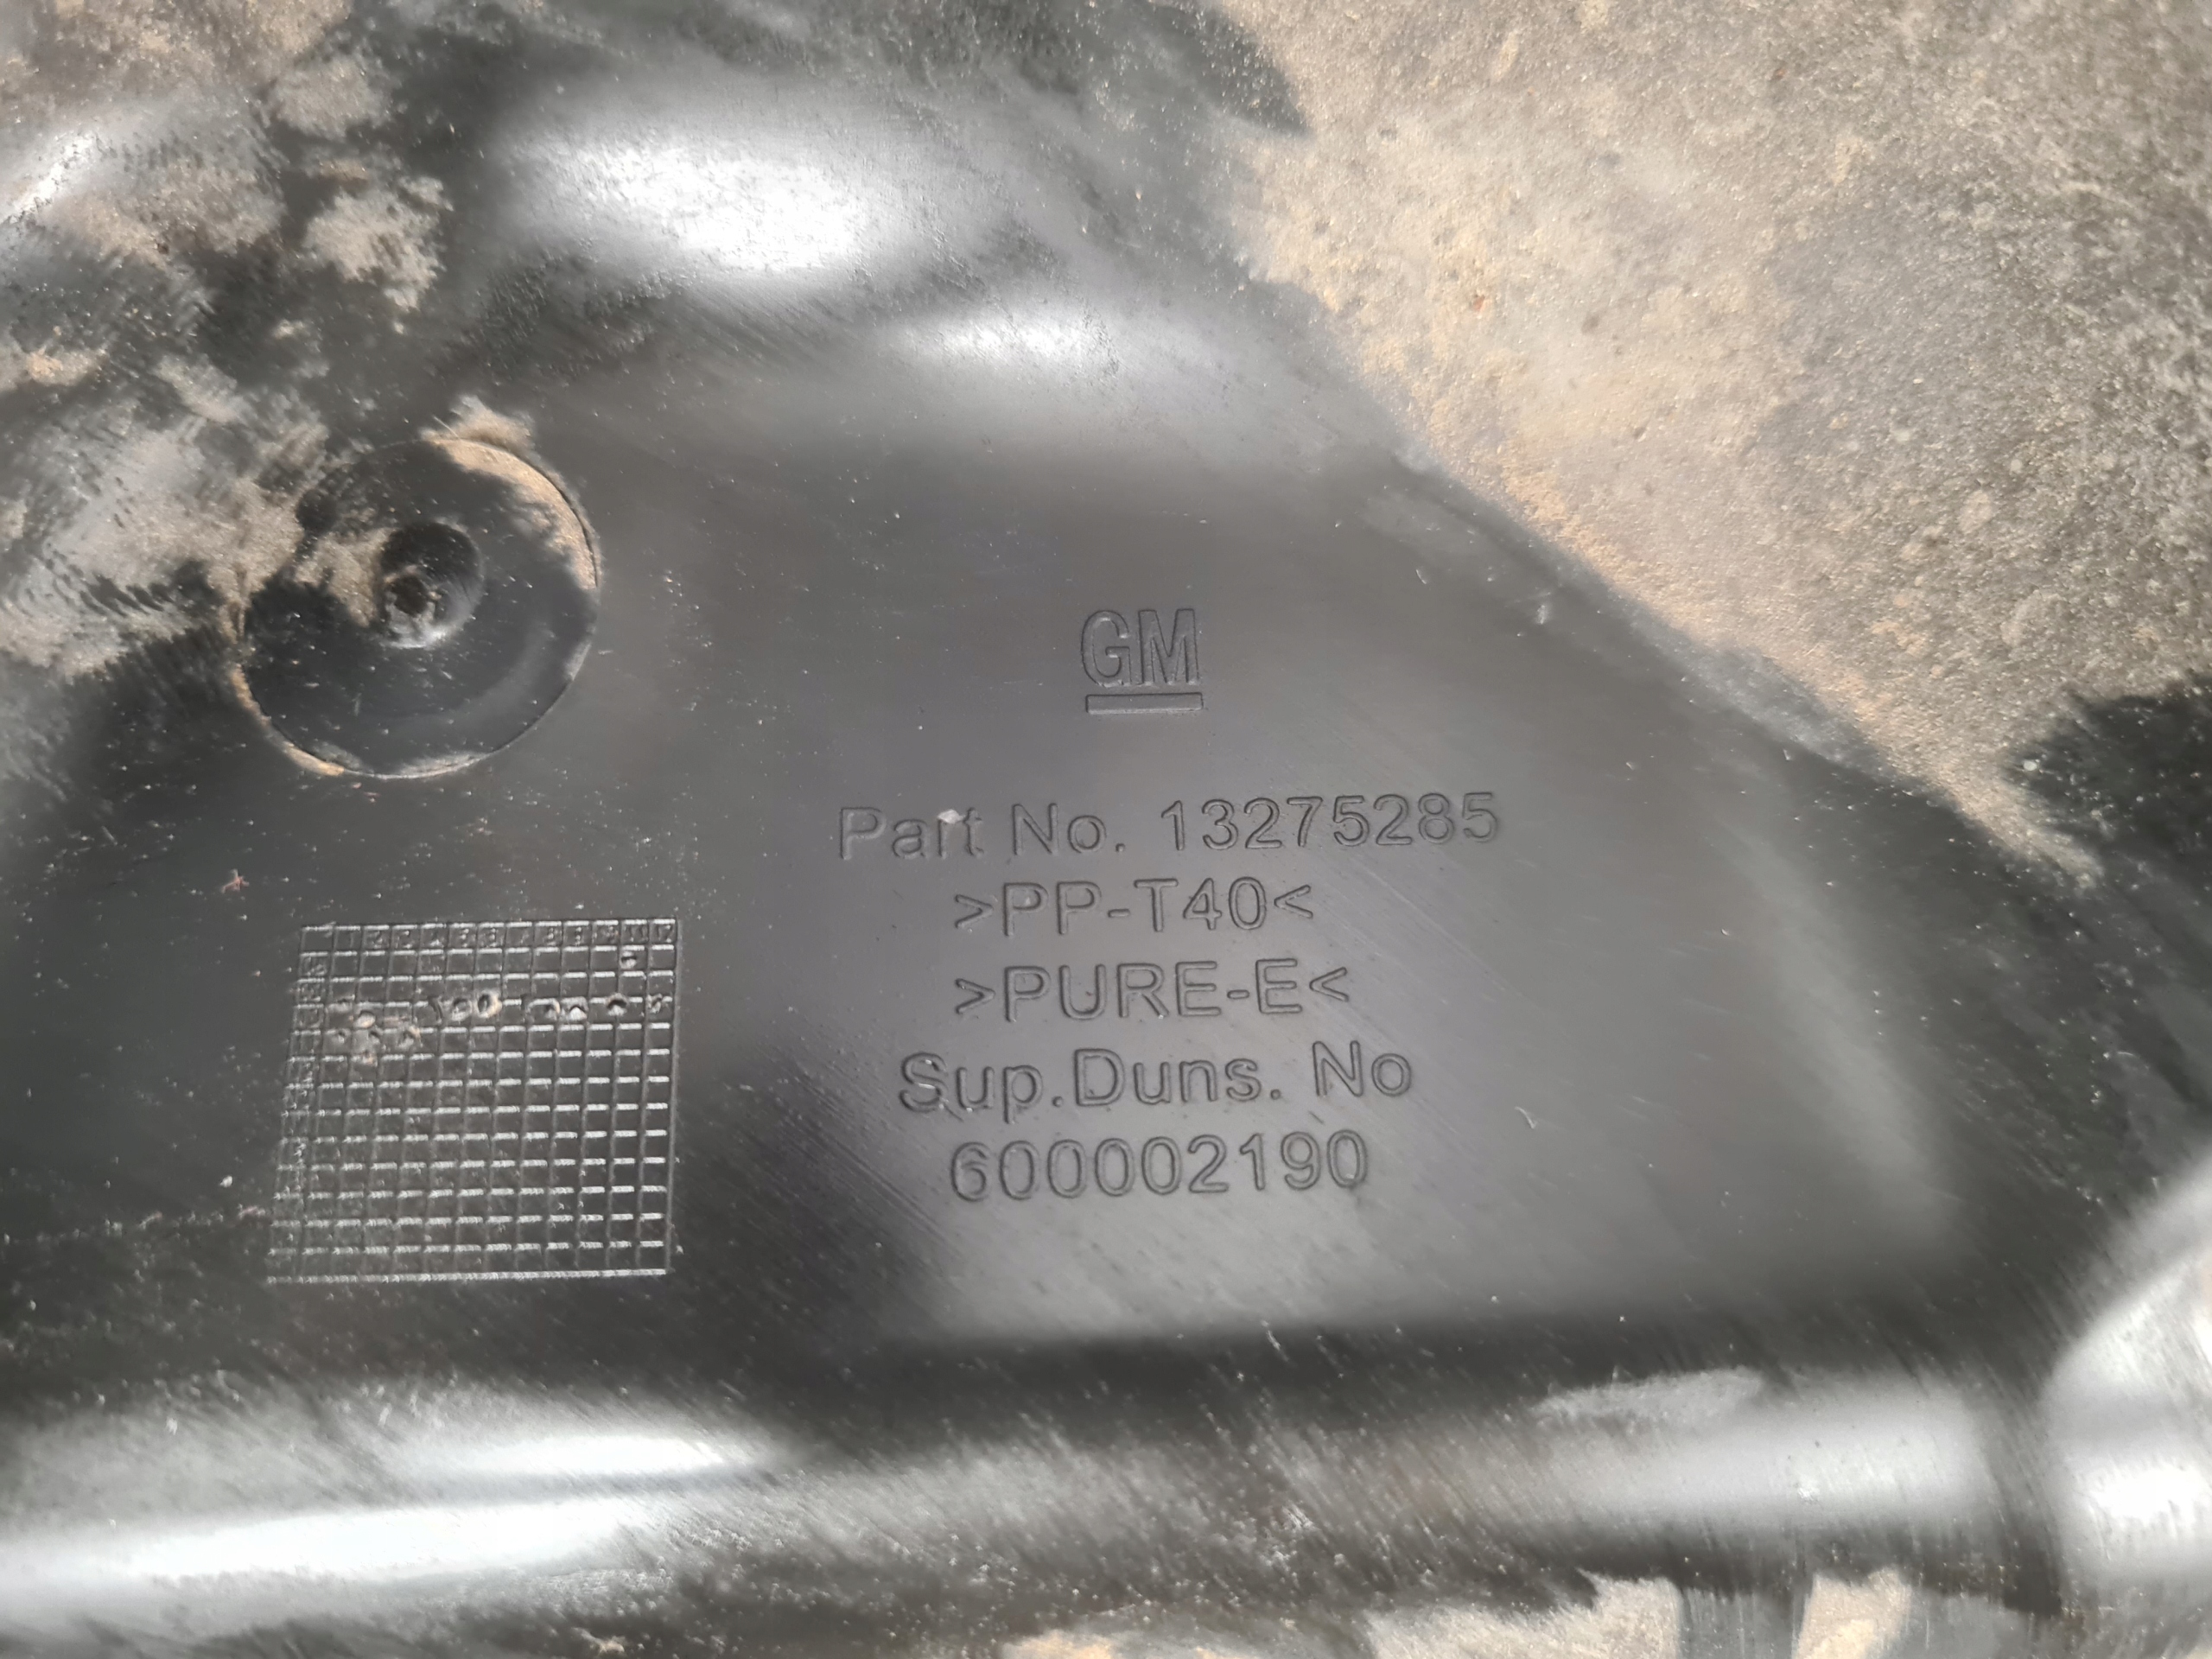 GM
Part No. 13275285
>PP-T40<
>PURE-E<
Sup.Duns. No
600002190